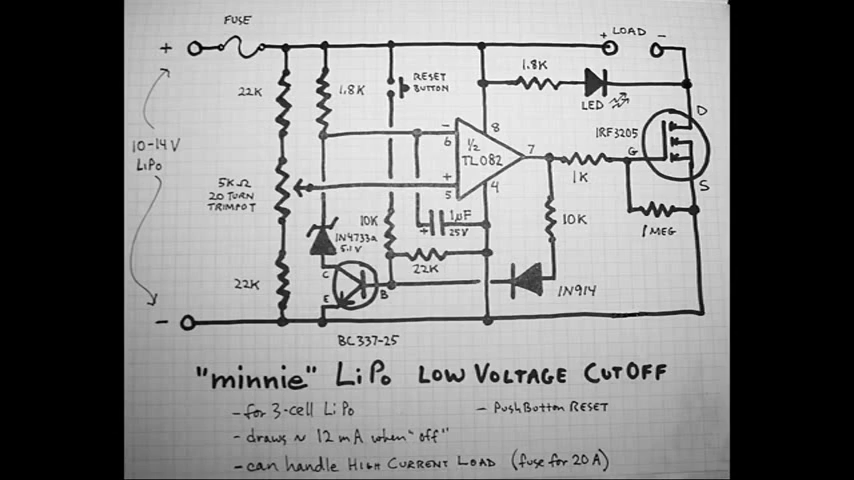 FUSE
+
LOAD
+
-
22K
1.8K
RESET
BUTTON
1.8K
LED
D
IRF3205
G
S
10-14V
LiPo
-
6
8
1/2
TL082
7
+
5
4
5KΩ
20 TURN
TRIMPOT
1K
1 MEG
10K
1µF
25V
+
10K
1N4733a
5.1V
22K
22K
C
E
B
1N914
-
BC337-25
"minnie" LiPo LOW VOLTAGE CUTOFF
- for 3-cell LiPo
- PushButton RESET
- draws ~ 12 mA when "off"
- can handle HIGH CURRENT LOAD (fuse for 20A)